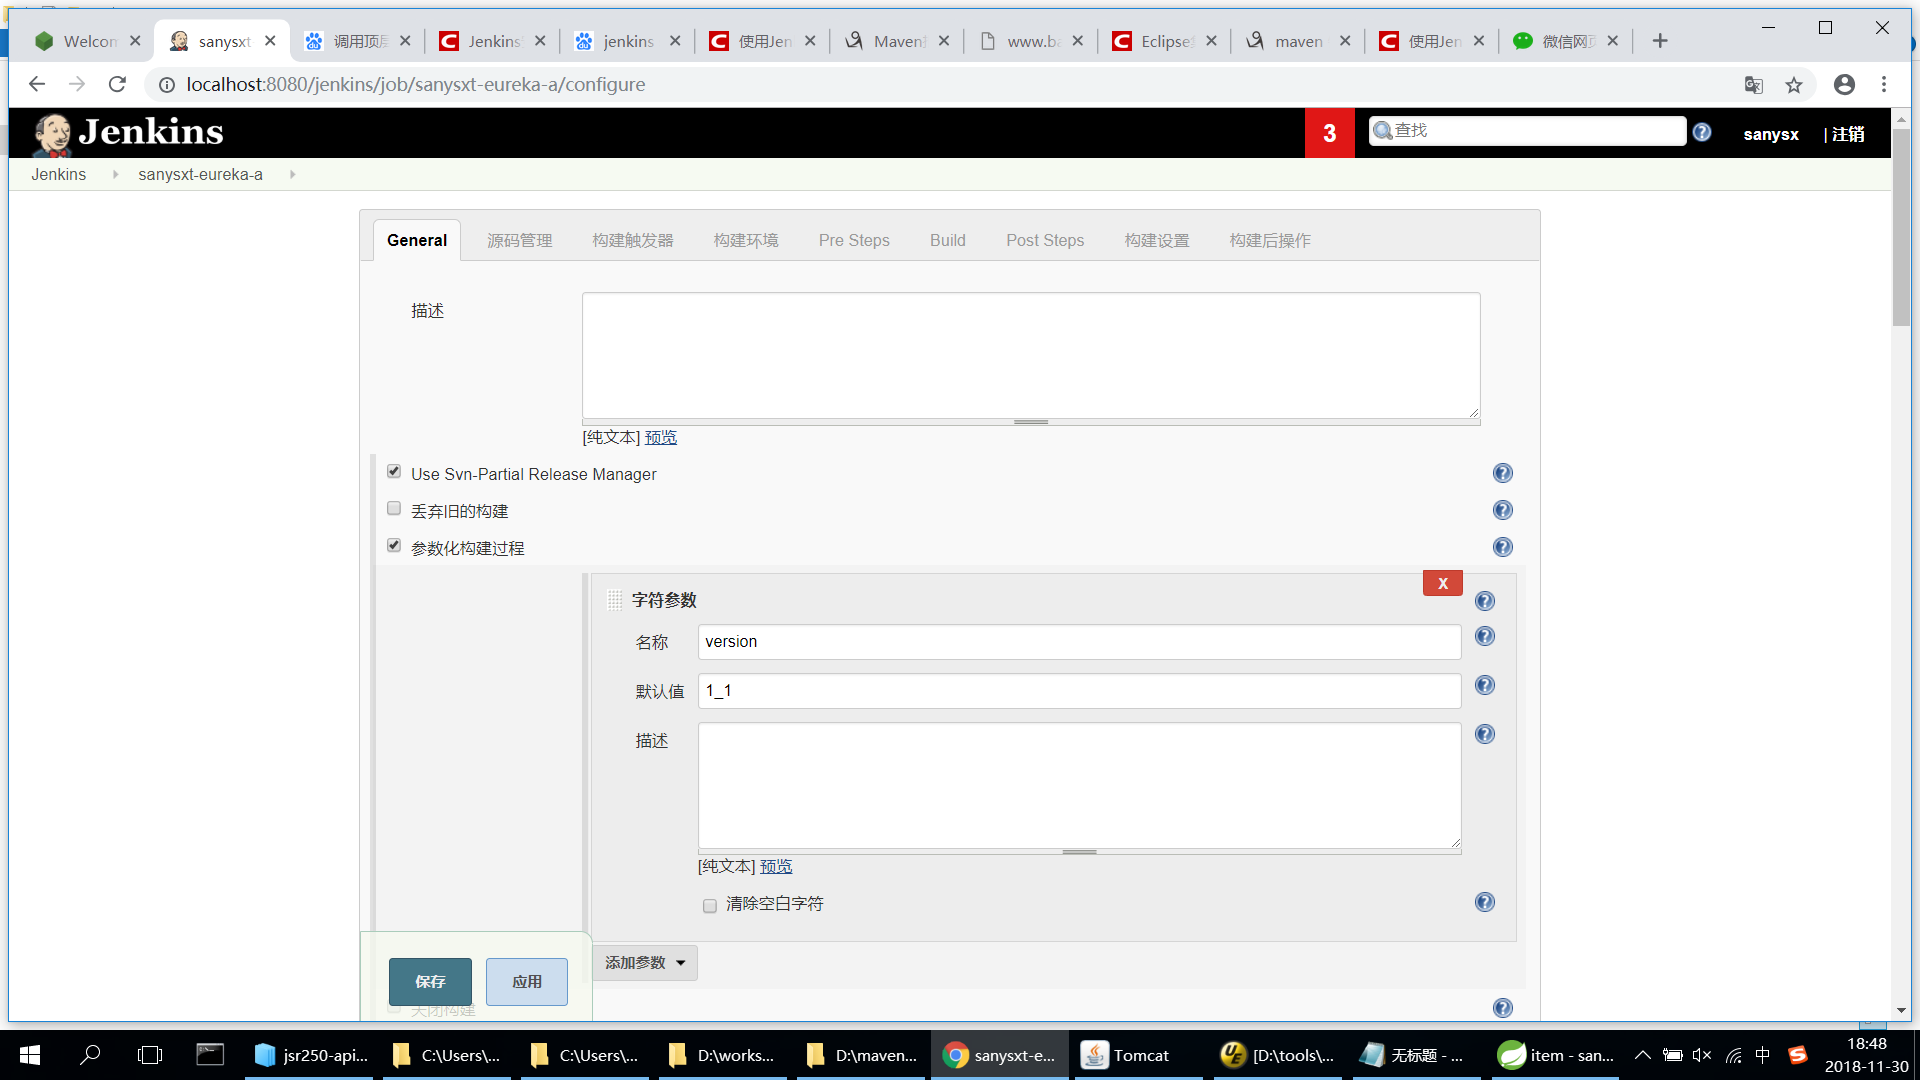 Welcon
sanysxt
调用顶层
Jenkins
jenkins
使用Jen
Maven
www.ba
Eclipse
maven
使用Jen
微信网页
localhost:8080/jenkins/job/sanysxt-eureka-a/configure
Jenkins
3
查找
sanysx
| 注销
Jenkins
sanysxt-eureka-a
General
源码管理
构建触发器
构建环境
Pre Steps
Build
Post Steps
构建设置
构建后操作
描述
[纯文本] 预览
Use Svn-Partial Release Manager
丢弃旧的构建
参数化构建过程
X
字符参数
名称
version
默认值
1_1
描述
[纯文本] 预览
清除空白字符
添加参数
保存
应用
关闭构建
jsr250-api...
C:\Users\...
C:\Users\...
D:\works...
D:\maven...
sanysxt-e...
Tomcat
[D:\tools\...
无标题 - ...
item - san...
中
18:48
2018-11-30